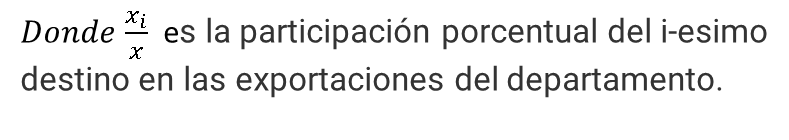 Donde xᵢ/x es la participación porcentual del i-esimo
destino en las exportaciones del departamento.